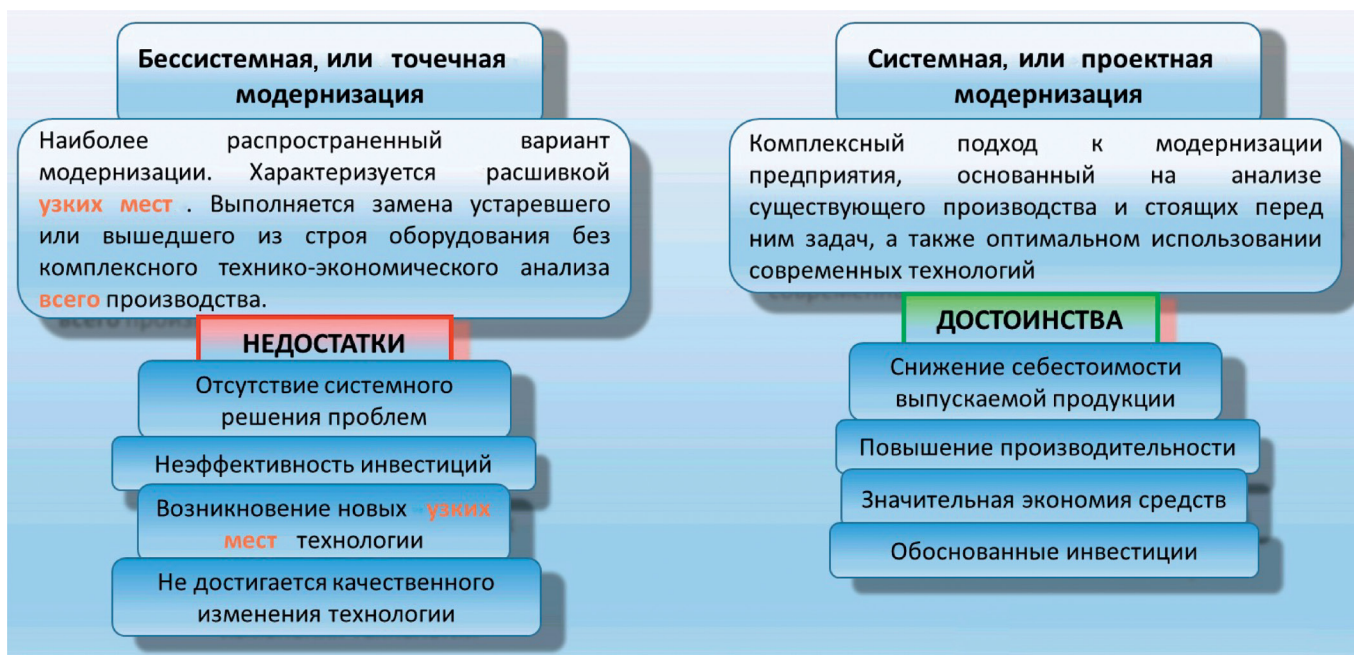 Бессистемная, или точечная
модернизация
Наиболее распространенный вариант
модернизации. Характеризуется расшивкой
узких мест . Выполняется замена устаревшего
или вышедшего из строя оборудования без
комплексного технико-экономического анализа
всего производства.
НЕДОСТАТКИ
Отсутствие системного
решения проблем
Неэффективность инвестиций
Возникновение новых узких
мест технологии
Не достигается качественного
изменения технологии
Системная, или проектная
модернизация
Комплексный подход к модернизации
предприятия, основанный на анализе
существующего производства и стоящих перед
ним задач, а также оптимальном использовании
современных технологий
ДОСТОИНСТВА
Снижение себестоимости
выпускаемой продукции
Повышение производительности
Значительная экономия средств
Обоснованные инвестиции